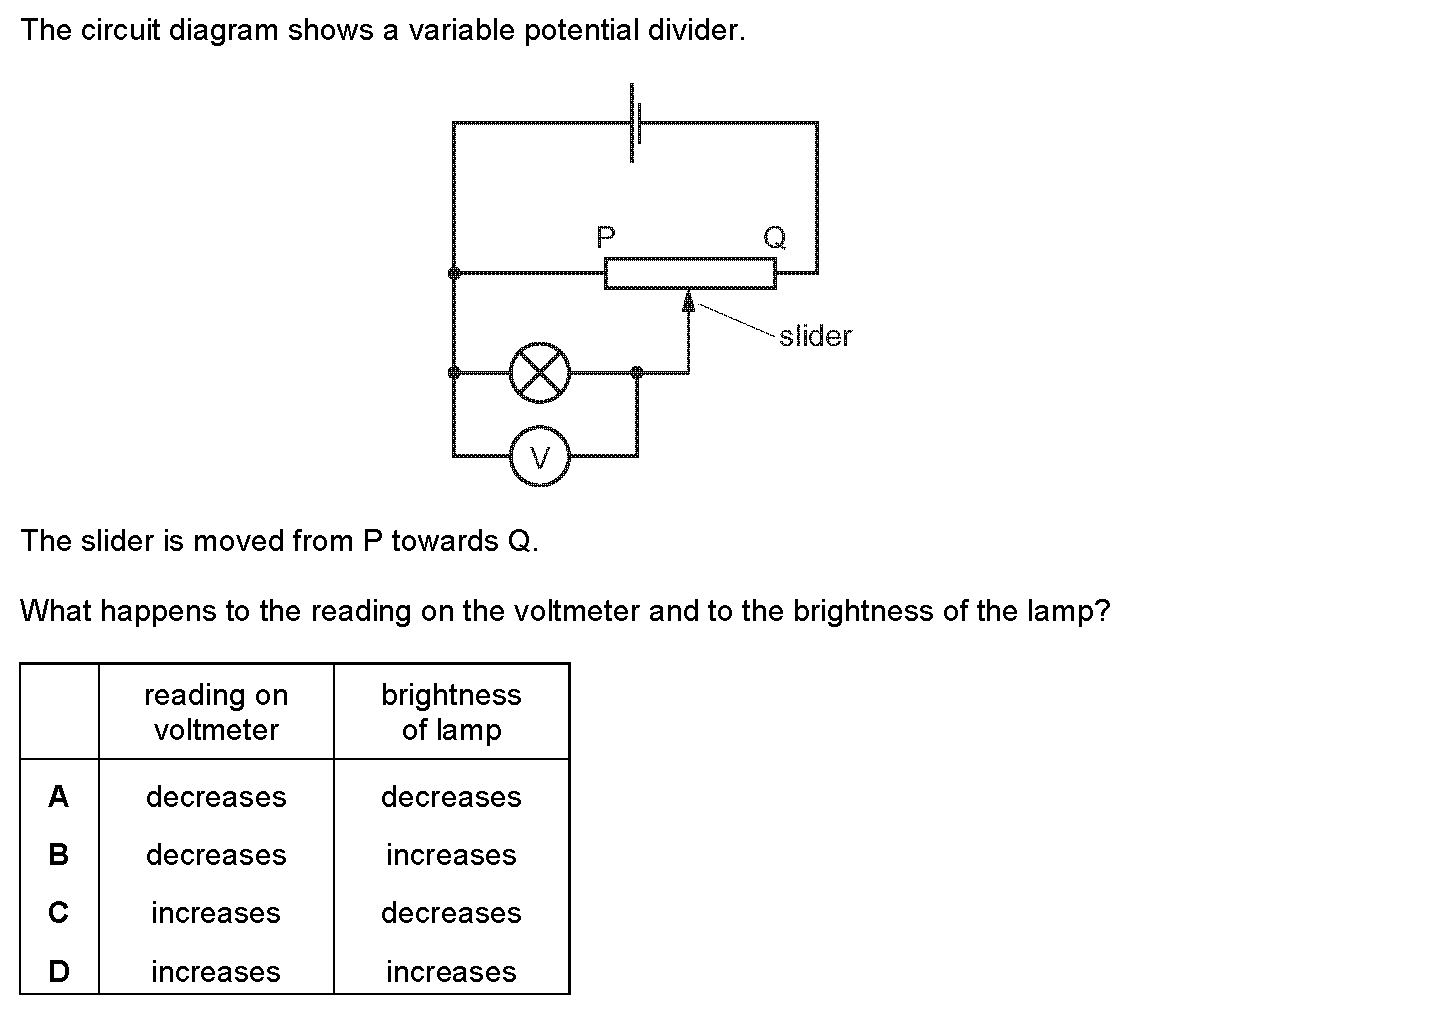 The circuit diagram shows a variable potential divider.
P
Q
slider
V
The slider is moved from P towards Q.
What happens to the reading on the voltmeter and to the brightness of the lamp?
reading on voltmeter
brightness of lamp
A decreases decreases
B decreases increases
C increases decreases
D increases increases